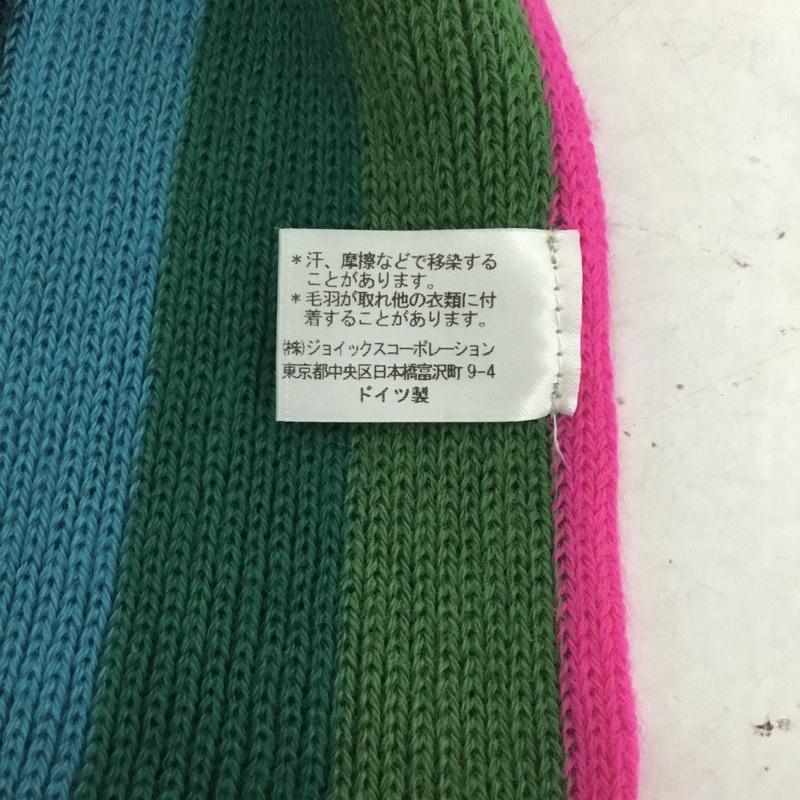 *汗、摩擦などで移染する
ことがあります。
*毛羽が取れ他の衣類に付
着することがあります。
㈱ジョイックスコーポレーション
東京都中央区日本橋富沢町 9-4
ドイツ製